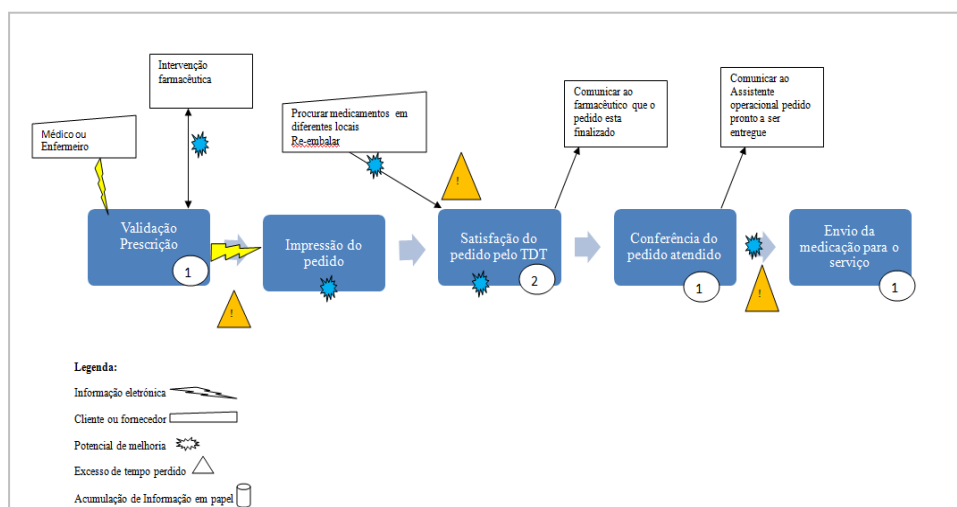 Intervenção
farmacêutica
Médico ou
Enfermeiro
Procurar medicamentos em
diferentes locais
Re-embalar
Comunicar ao
farmacêutico que o
pedido esta
finalizado
Comunicar ao
Assistente
operacional pedido
pronto a ser
entregue
!
Validação
Prescrição
1
Impressão do
pedido
Satisfação do
pedido pelo TDT
2
Conferência do
pedido atendido
1
Envio da
medicação para o
serviço
1
!
!
Legenda:
Informação eletrónica
Cliente ou fornecedor
Potencial de melhoria
Excesso de tempo perdido
Acumulação de Informação em papel